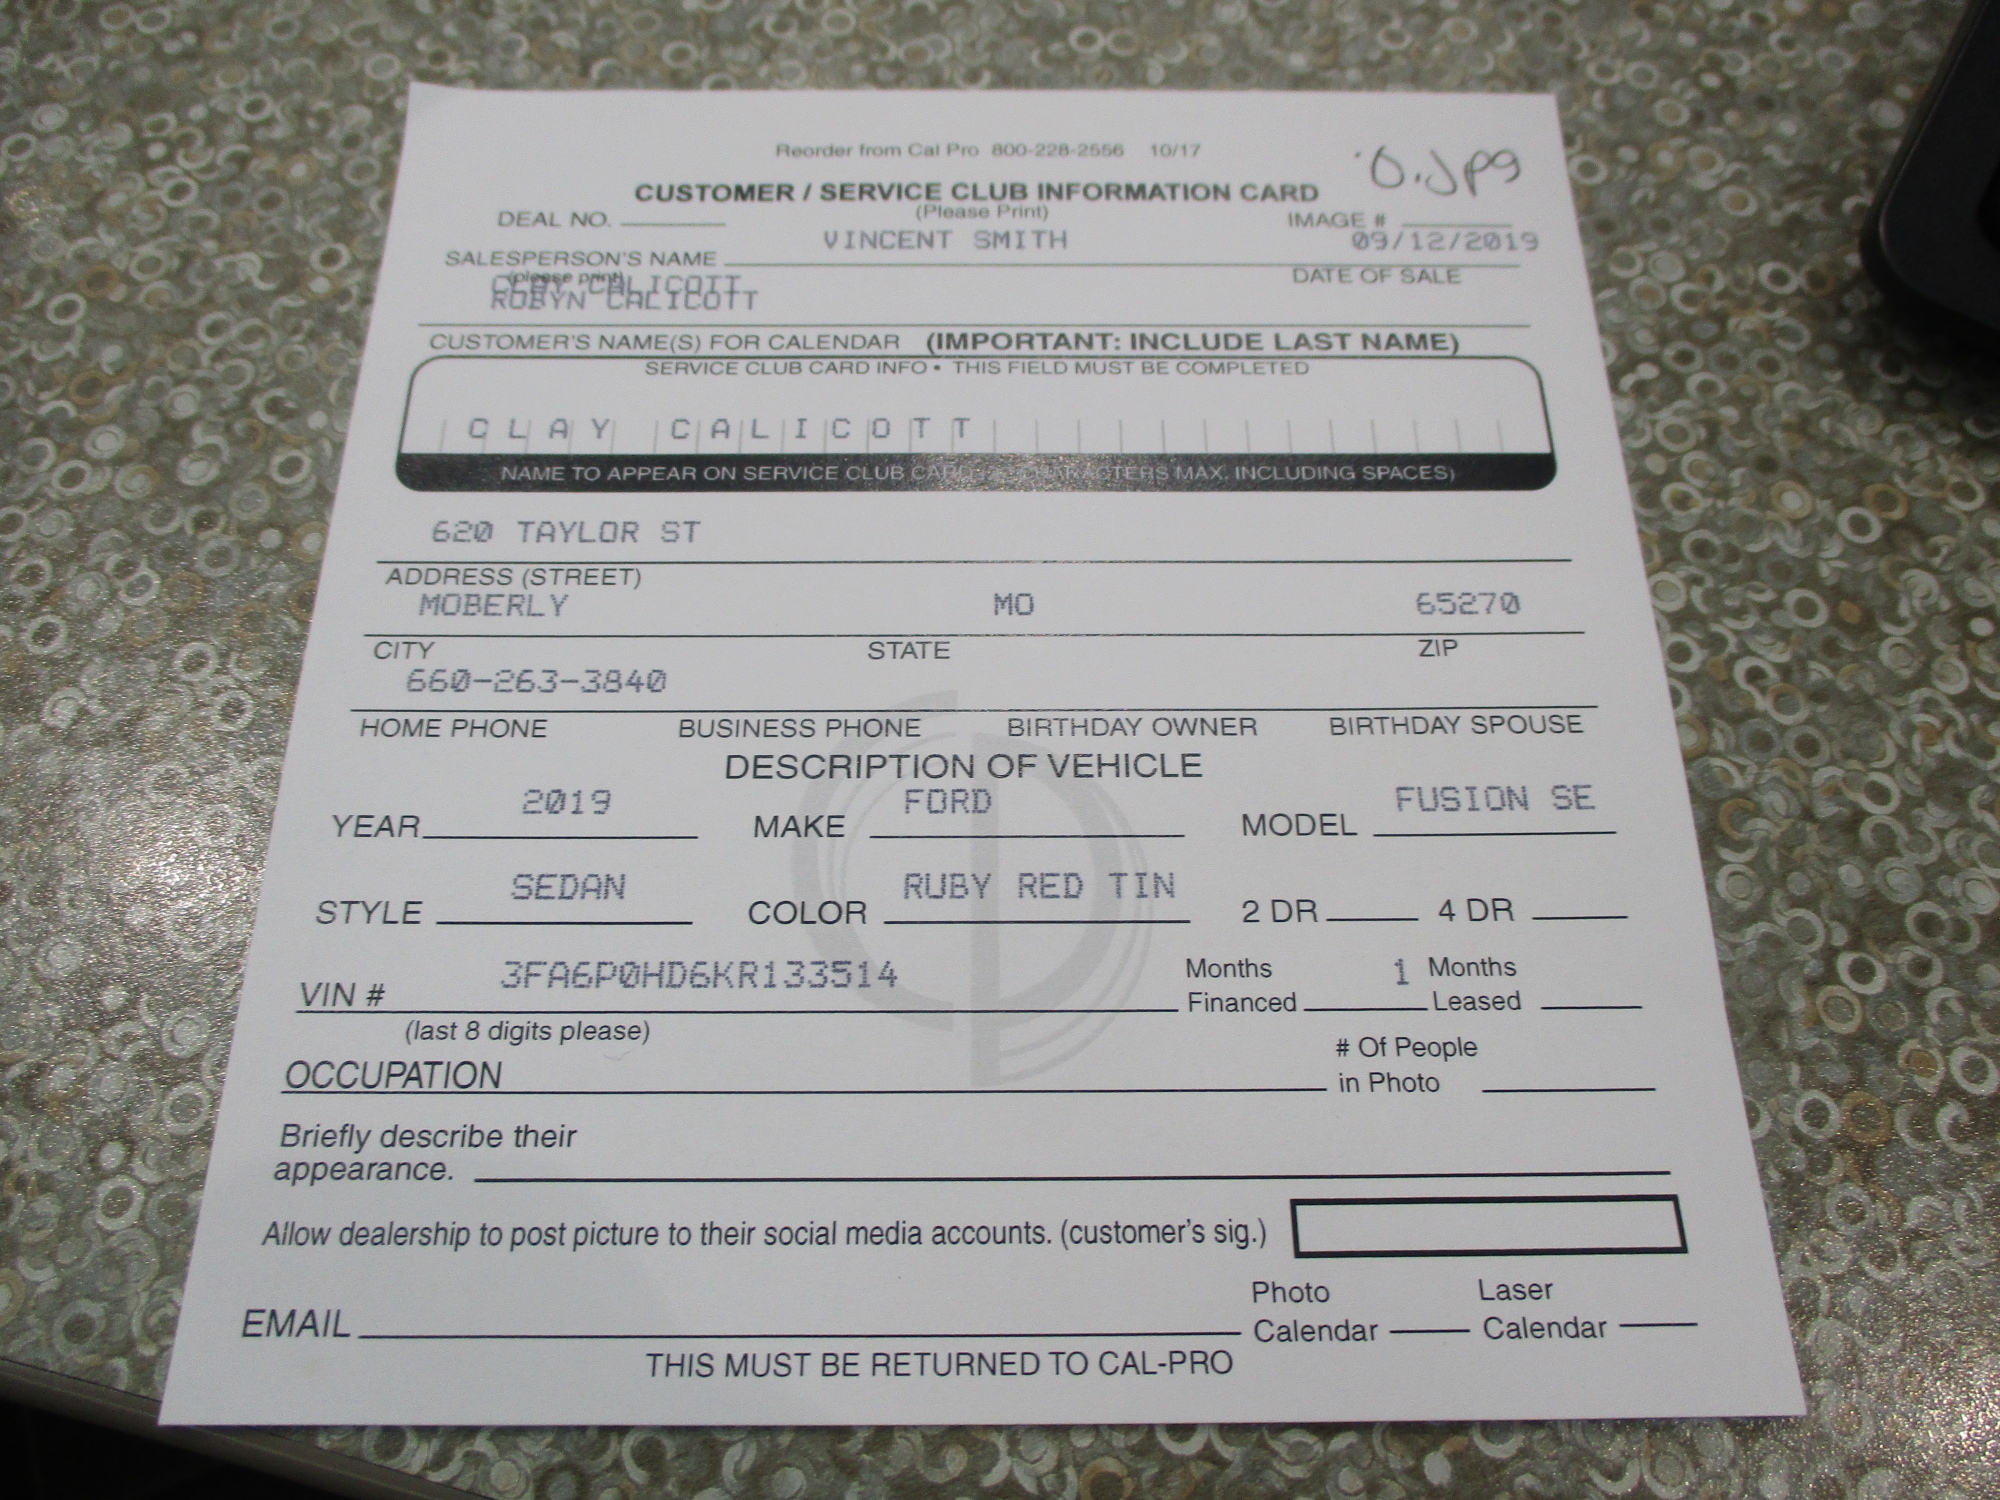 Reorder from Cal Pro 800-228-2556 10/17
0.Jpg
CUSTOMER / SERVICE CLUB INFORMATION CARD
(Please Print)
DEAL NO. IMAGE #
VINCENT SMITH 09/12/2019
SALESPERSON'S NAME DATE OF SALE
(please print)
CLAY CALICOTT
ROBYN CALICOTT
CUSTOMER'S NAME(S) FOR CALENDAR (IMPORTANT: INCLUDE LAST NAME)
SERVICE CLUB CARD INFO • THIS FIELD MUST BE COMPLETED
CLAY CALICOTT
NAME TO APPEAR ON SERVICE CLUB CARD CHARACTERS MAX. INCLUDING SPACES)
620 TAYLOR ST
ADDRESS (STREET)
MOBERLY MO 65270
CITY STATE ZIP
660-263-3840
HOME PHONE BUSINESS PHONE BIRTHDAY OWNER BIRTHDAY SPOUSE
DESCRIPTION OF VEHICLE
YEAR 2019 MAKE FORD MODEL FUSION SE
STYLE SEDAN COLOR RUBY RED TIN 2 DR 4 DR
VIN # 3FA6P0HD6KR133514 Months Financed 1 Months Leased
(last 8 digits please)
OCCUPATION # Of People in Photo
Briefly describe their
appearance.
Allow dealership to post picture to their social media accounts. (customer's sig.)
EMAIL Photo Calendar Laser Calendar
THIS MUST BE RETURNED TO CAL-PRO